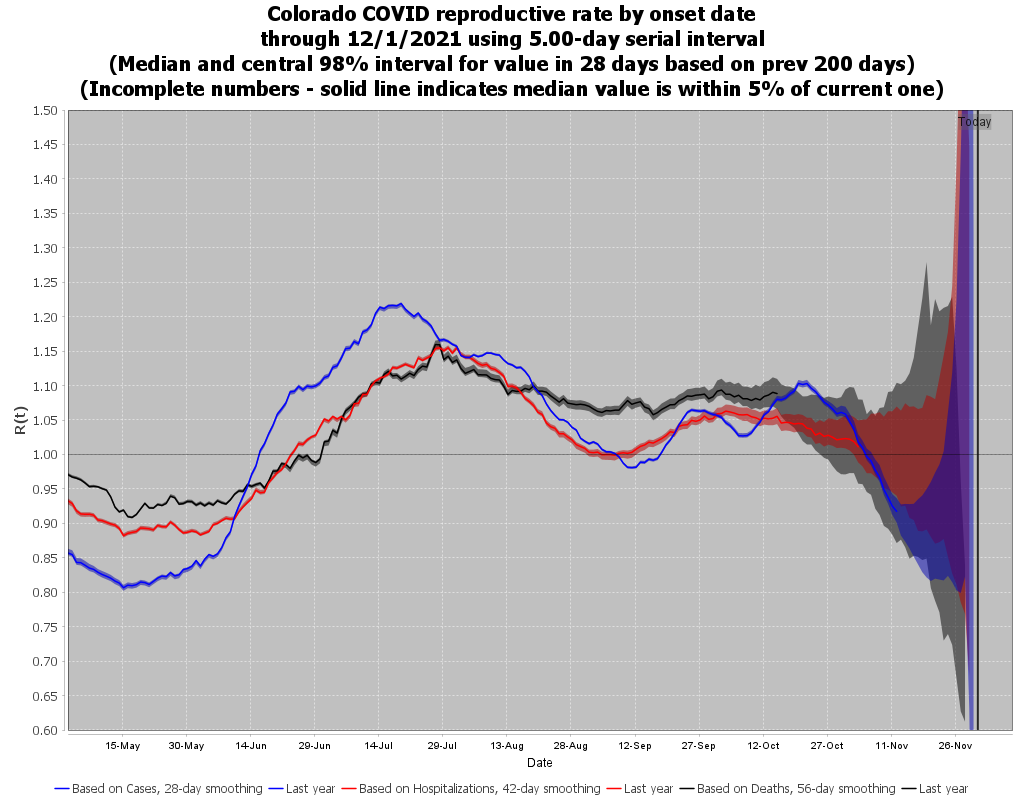 Colorado COVID reproductive rate by onset date
through 12/1/2021 using 5.00-day serial interval
(Median and central 98% interval for value in 28 days based on prev 200 days)
(Incomplete numbers - solid line indicates median value is within 5% of current one)
Today
1.50
1.45
1.40
1.35
1.30
1.25
1.20
1.15
1.10
1.05
1.00
0.95
0.90
0.85
0.80
0.75
0.70
0.65
0.60
R(t)
15-May 30-May 14-Jun 29-Jun 14-Jul 29-Jul 13-Aug 28-Aug 12-Sep 27-Sep 12-Oct 27-Oct 11-Nov 26-Nov
Date
Based on Cases, 28-day smoothing Last year Based on Hospitalizations, 42-day smoothing Last year Based on Deaths, 56-day smoothing Last year